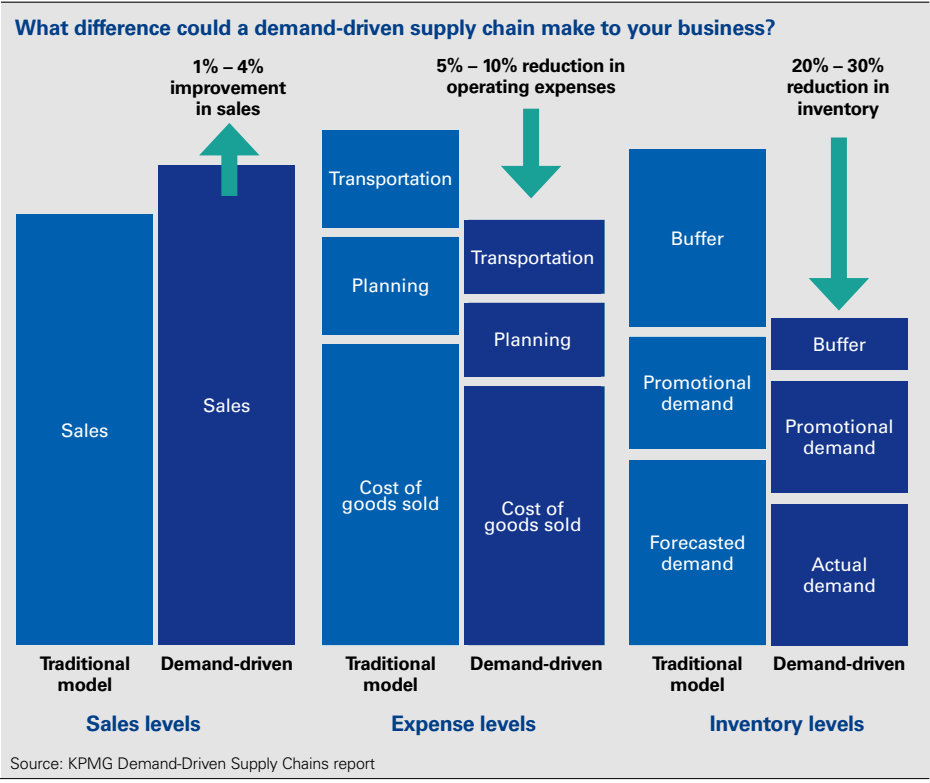 What difference could a demand-driven supply chain make to your business?
1% – 4%
improvement
in sales
5% – 10% reduction in
operating expenses
20% – 30%
reduction in
inventory
Sales
Sales
Transportation
Planning
Cost of
goods sold
Transportation
Planning
Cost of
goods sold
Buffer
Promotional
demand
Forecasted
demand
Buffer
Promotional
demand
Actual
demand
Traditional
model
Demand-driven
Traditional
model
Demand-driven
Traditional
model
Demand-driven
Sales levels
Expense levels
Inventory levels
Source: KPMG Demand-Driven Supply Chains report